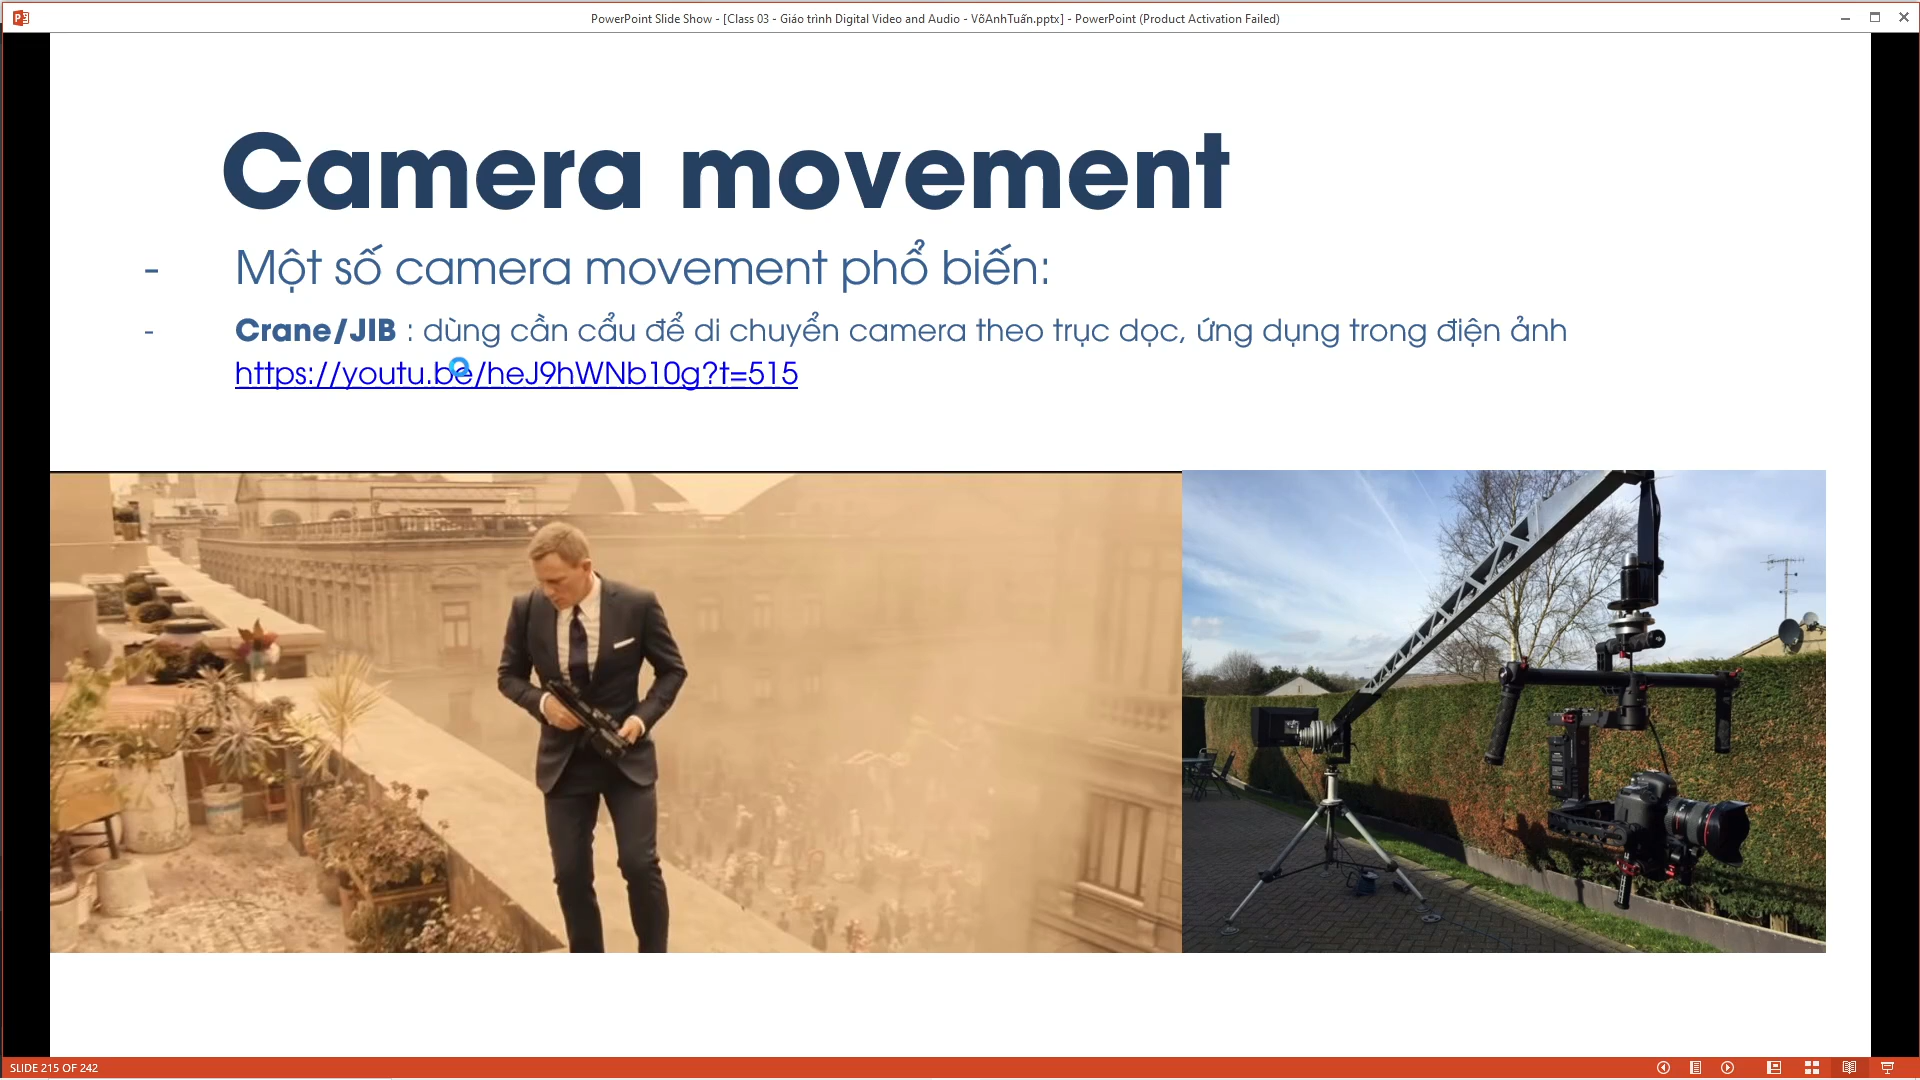 PowerPoint Slide Show - [Class 03 - Giáo trình Digital Video and Audio - VõAnhTuấn.pptx] - PowerPoint (Product Activation Failed)
Camera movement
- Một số camera movement phổ biến:
- Crane/JIB : dùng cần cẩu để di chuyển camera theo trục dọc, ứng dụng trong điện ảnh
https://youtu.be/heJ9hWNb10g?t=515
SLIDE 215 OF 242